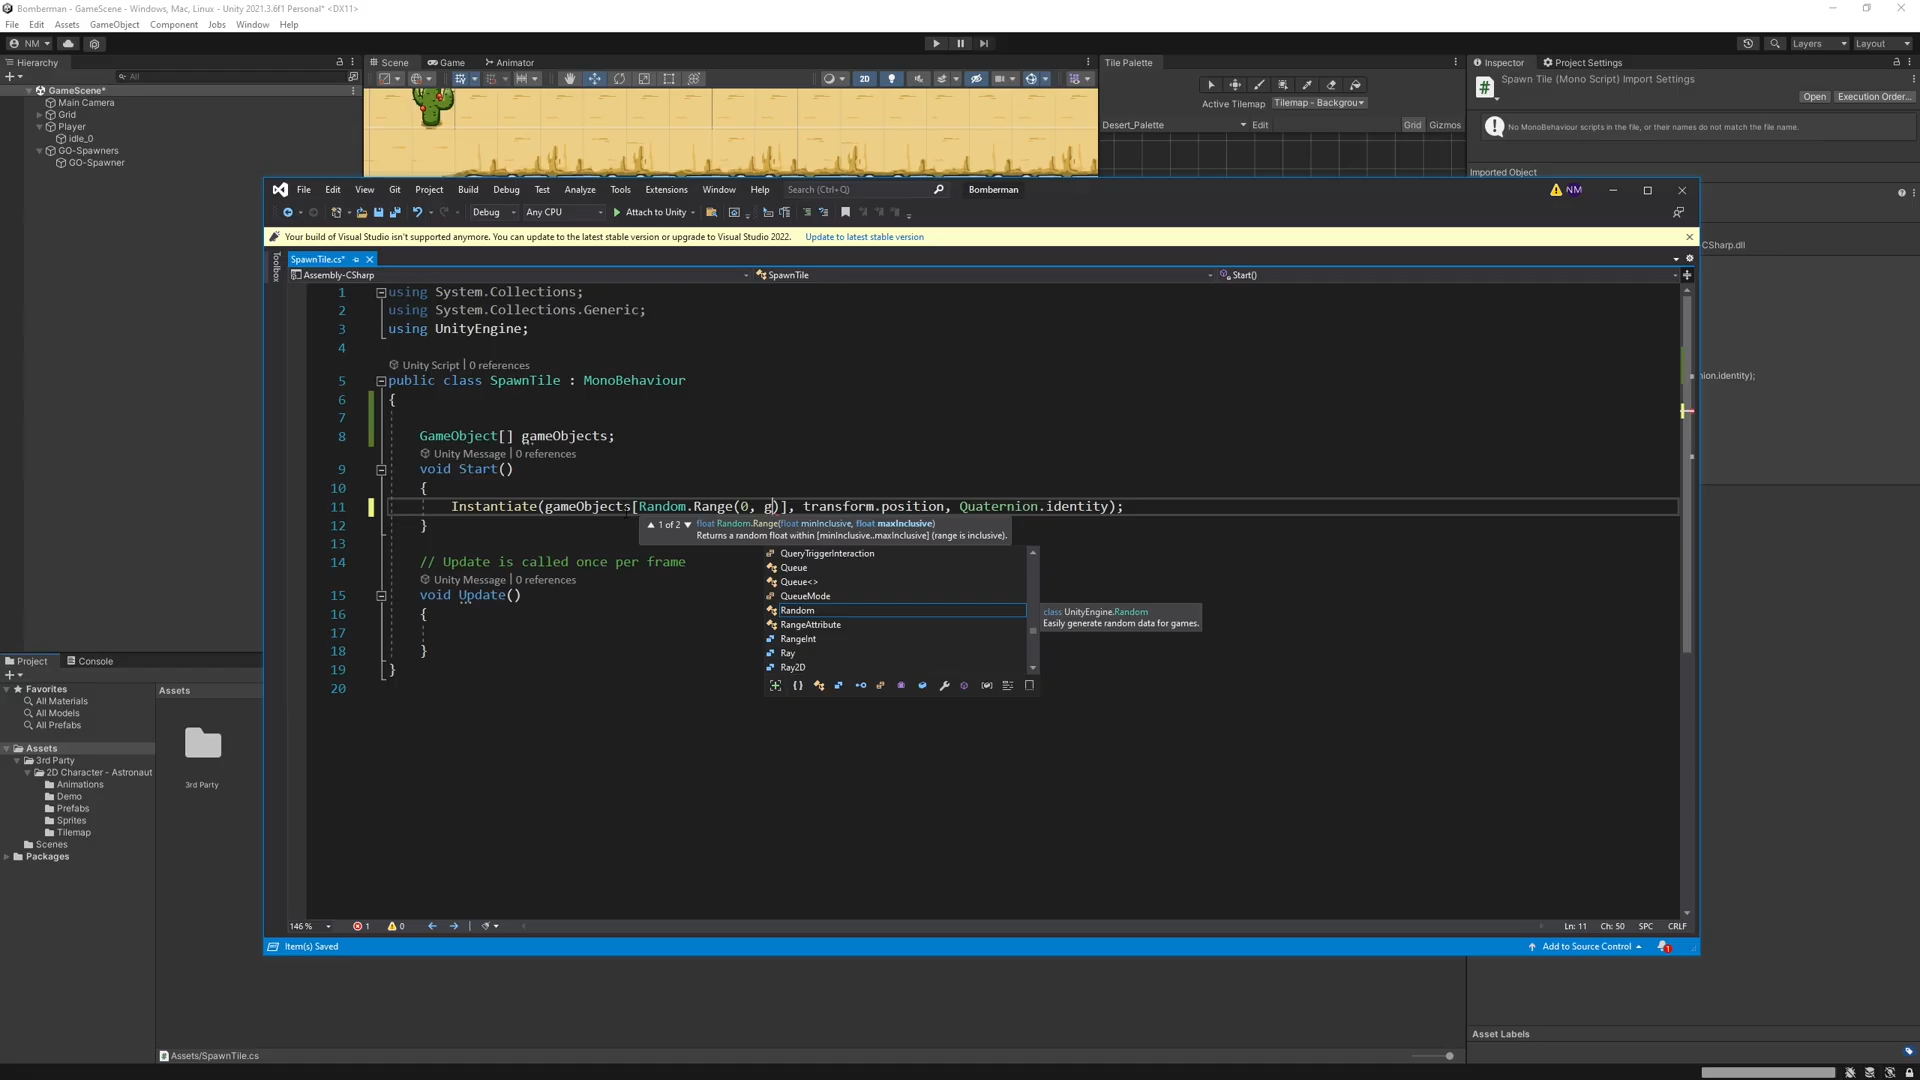 Bomberman - GameScene - Windows, Mac, Linux - Unity 2021.3.6f1 Personal* <DX11>
File Edit Assets GameObject Component Jobs Window Help
NM
Layers Layout
Hierarchy
All
GameScene*
Main Camera
Grid
Player
idle_0
GO-Spawners
GO-Spawner
Scene Game Animator
2D
Tile Palette
Active Tilemap Tilemap - Backgrou
Desert_Palette Edit Grid Gizmos
Inspector Project Settings
Spawn Tile (Mono Script) Import Settings
Open Execution Order...
No MonoBehaviour scripts in the file, or their names do not match the file name.
Imported Object
CSharp.dll
nion.identity);
File Edit View Git Project Build Debug Test Analyze Tools Extensions Window Help Search (Ctrl+Q) Bomberman NM
Debug Any CPU Attach to Unity
Your build of Visual Studio isn't supported anymore. You can update to the latest stable version or upgrade to Visual Studio 2022. Update to latest stable version
Toolbox
SpawnTile.cs*
Assembly-CSharp SpawnTile Start()
1 using System.Collections;
2 using System.Collections.Generic;
3 using UnityEngine;
4
Unity Script | 0 references
5 public class SpawnTile : MonoBehaviour
6 {
7
8 GameObject[] gameObjects;
Unity Message | 0 references
9 void Start()
10 {
11 Instantiate(gameObjects[Random.Range(0, g)], transform.position, Quaternion.identity);
12 }
13
14 // Update is called once per frame
Unity Message | 0 references
15 void Update()
16 {
17
18 }
19 }
20
1 of 2 float Random.Range(float minInclusive, float maxInclusive)
Returns a random float within [minInclusive..maxInclusive] (range is inclusive).
QueryTriggerInteraction
Queue
Queue<>
QueueMode
Random
RangeAttribute
RangeInt
Ray
Ray2D
class UnityEngine.Random
Easily generate random data for games.
146 % 1 0
Ln: 11 Ch: 50 SPC CRLF
Item(s) Saved
Add to Source Control 1
Project Console
Favorites
All Materials
All Models
All Prefabs
Assets
3rd Party
2D Character - Astronaut
Animations
Demo
Prefabs
Sprites
Tilemap
Scenes
Packages
Assets
3rd Party
Assets/SpawnTile.cs
Asset Labels